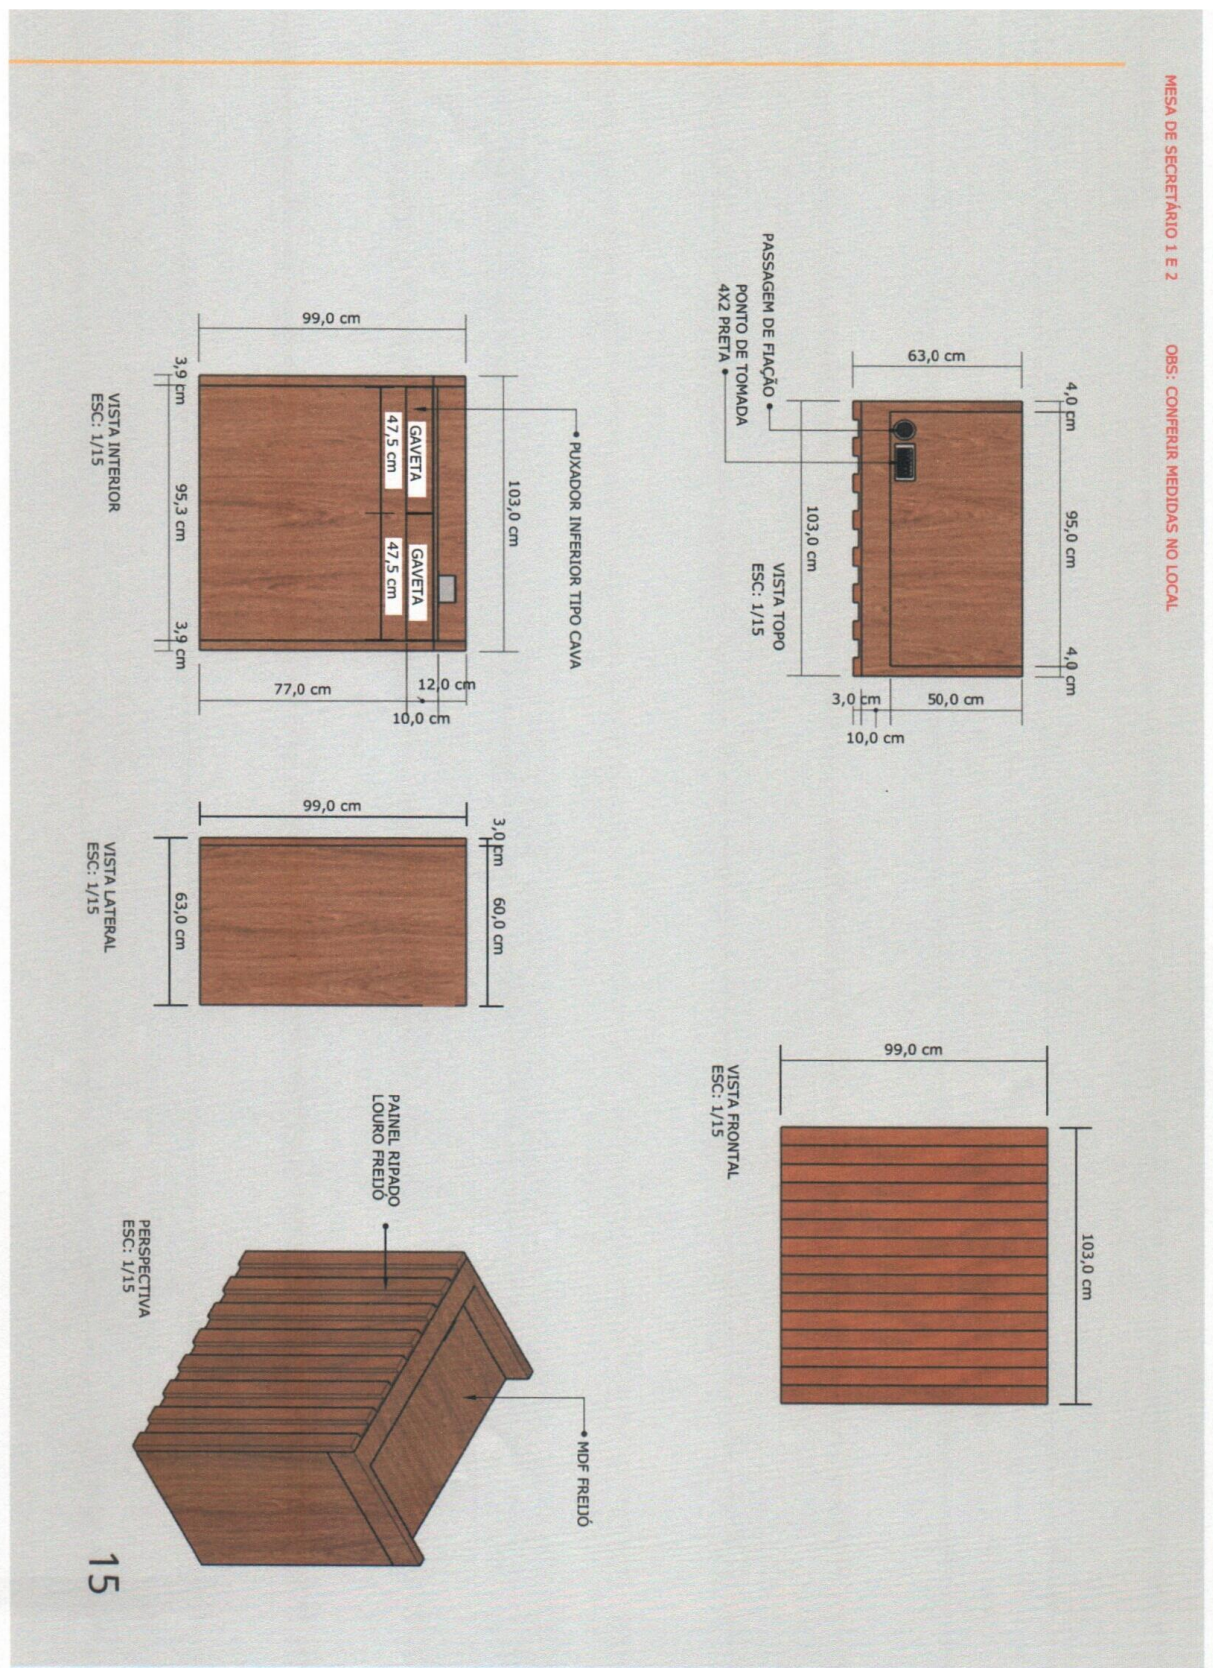 MESA DE SECRETÁRIO 1 E 2
OBS: CONFERIR MEDIDAS NO LOCAL
4,0 cm
95,0 cm
4,0 cm
63,0 cm
PASSAGEM DE FIAÇÃO
PONTO DE TOMADA
4X2 PRETA
103,0 cm
3,0 cm
10,0 cm
50,0 cm
VISTA TOPO
ESC: 1/15
99,0 cm
103,0 cm
VISTA FRONTAL
ESC: 1/15
PUXADOR INFERIOR TIPO CAVA
103,0 cm
99,0 cm
GAVETA
GAVETA
47,5 cm
47,5 cm
12,0 cm
10,0 cm
77,0 cm
3,9 cm
95,3 cm
3,9 cm
VISTA INTERIOR
ESC: 1/15
3,0 cm
60,0 cm
99,0 cm
63,0 cm
VISTA LATERAL
ESC: 1/15
MDF FREIJÓ
PAINEL RIPADO
LOURO FREIJÓ
PERSPECTIVA
ESC: 1/15
15